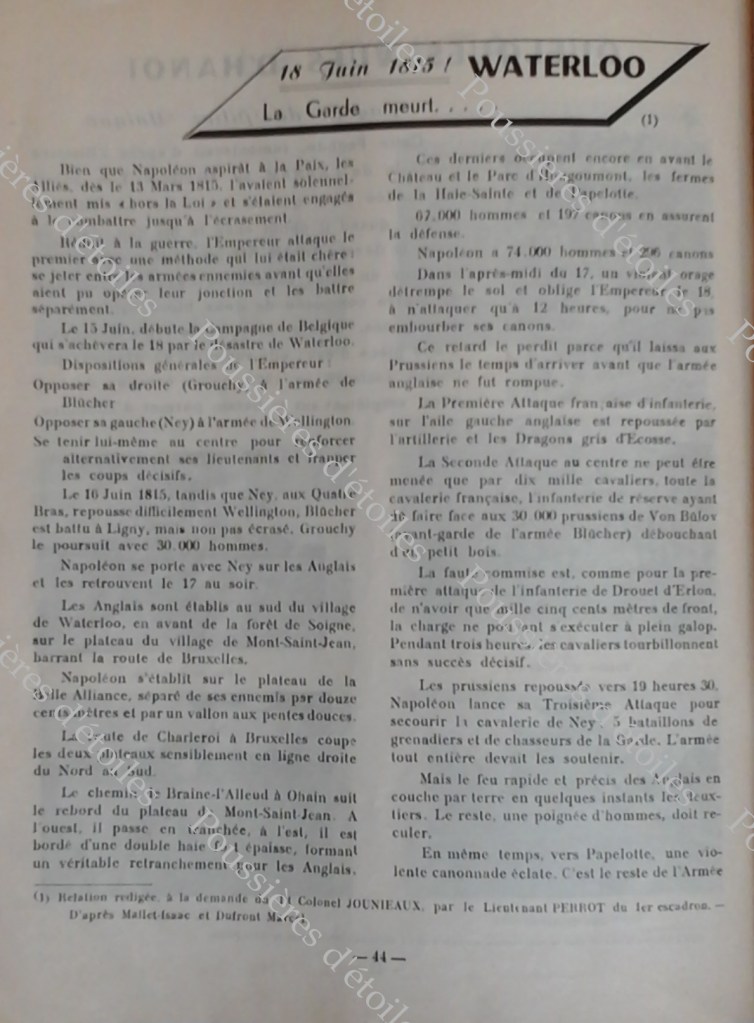 18 Juin 1815 ! WATERLOO
La Garde meurt. . .
(1)
Bien que Napoléon aspirât à la Paix, les
Alliés, dès le 13 Mars 1815, l'avaient solennel-
lement mis « hors la Loi » et s'étaient engagés
à le combattre jusqu'à l'écrasement.
Réduit à la guerre, l'Empereur attaque le
premier avec une méthode qui lui était chère :
se jeter entre les armées ennemies avant qu'elles
aient pu opérer leur jonction et les battre
séparément.
Le 15 Juin, débute la campagne de Belgique
qui s'achèvera le 18 par le désastre de Waterloo.
Dispositions générales de l'Empereur :
Opposer sa droite (Grouchy) à l'armée de
Blücher
Opposer sa gauche (Ney) à l'armée de Wellington.
Se tenir lui-même au centre pour renforcer
alternativement ses lieutenants et frapper
les coups décisifs.
Le 16 Juin 1815, tandis que Ney, aux Quatre
Bras, repousse difficilement Wellington, Blücher
est battu à Ligny, mais non pas écrasé. Grouchy
le poursuit avec 30.000 hommes.
Napoléon se porte avec Ney sur les Anglais
et les retrouvent le 17 au soir.
Les Anglais sont établis au sud du village
de Waterloo, en avant de la forêt de Soigne,
sur le plateau du village de Mont-Saint-Jean,
barrant la route de Bruxelles.
Napoléon s'établit sur le plateau de la
Belle Alliance, séparé de ses ennemis par douze
cents mètres et par un vallon aux pentes douces.
La route de Charleroi à Bruxelles coupe
les deux plateaux sensiblement en ligne droite
du Nord au Sud.
Le chemin de Braine-l'Alleud à Ohain suit
le rebord du plateau de Mont-Saint-Jean. A
l'ouest, il passe en tranchée, à l'est, il est
bordé d'une double haie fort épaisse, formant
un véritable retranchement pour les Anglais.
Ces derniers occupent encore en avant le
Château et le Parc d'Hougoumont, les fermes
de la Haie-Sainte et de Papelotte.
67.000 hommes et 197 canons en assurent
la défense.
Napoléon a 74.000 hommes et 296 canons
Dans l'après-midi du 17, un violent orage
détrempe le sol et oblige l'Empereur le 18,
à n'attaquer qu'à 12 heures, pour ne pas
embourber ses canons.
Ce retard le perdit parce qu'il laissa aux
Prussiens le temps d'arriver avant que l'armée
anglaise ne fut rompue.
La Première Attaque française d'infanterie,
sur l'aile gauche anglaise est repoussée par
l'artillerie et les Dragons gris d'Ecosse.
La Seconde Attaque au centre ne peut être
menée que par dix mille cavaliers, toute la
cavalerie française, l'infanterie de réserve ayant
dû faire face aux 30 000 prussiens de Von Bülov
(avant-garde de l'armée Blücher) débouchant
d'un petit bois.
La faute commise est, comme pour la pre-
mière attaque de l'infanterie de Drouet d'Erlon,
de n'avoir que mille cinq cents mètres de front,
la charge ne pouvant s'exécuter à plein galop.
Pendant trois heures, les cavaliers tourbillonnent
sans succès décisif.
Les prussiens repoussés vers 19 heures 30,
Napoléon lance sa Troisième Attaque pour
secourir la cavalerie de Ney : 5 bataillons de
grenadiers et de chasseurs de la Garde. L'armée
tout entière devait les soutenir.
Mais le feu rapide et précis des Anglais en
couche par terre en quelques instants les deux-
tiers. Le reste, une poignée d'hommes, doit re-
culer.
En même temps, vers Papelotte, une vio-
lente canonnade éclate. C'est le reste de l'Armée
(1) Relation redigée, à la demande du Lt Colonel JOUNIEAUX, par le Lieutenant PERROT du 1er escadron. —
D'après Mallet-Isaac et Dufront
— 44 —
Poussières d'étoiles